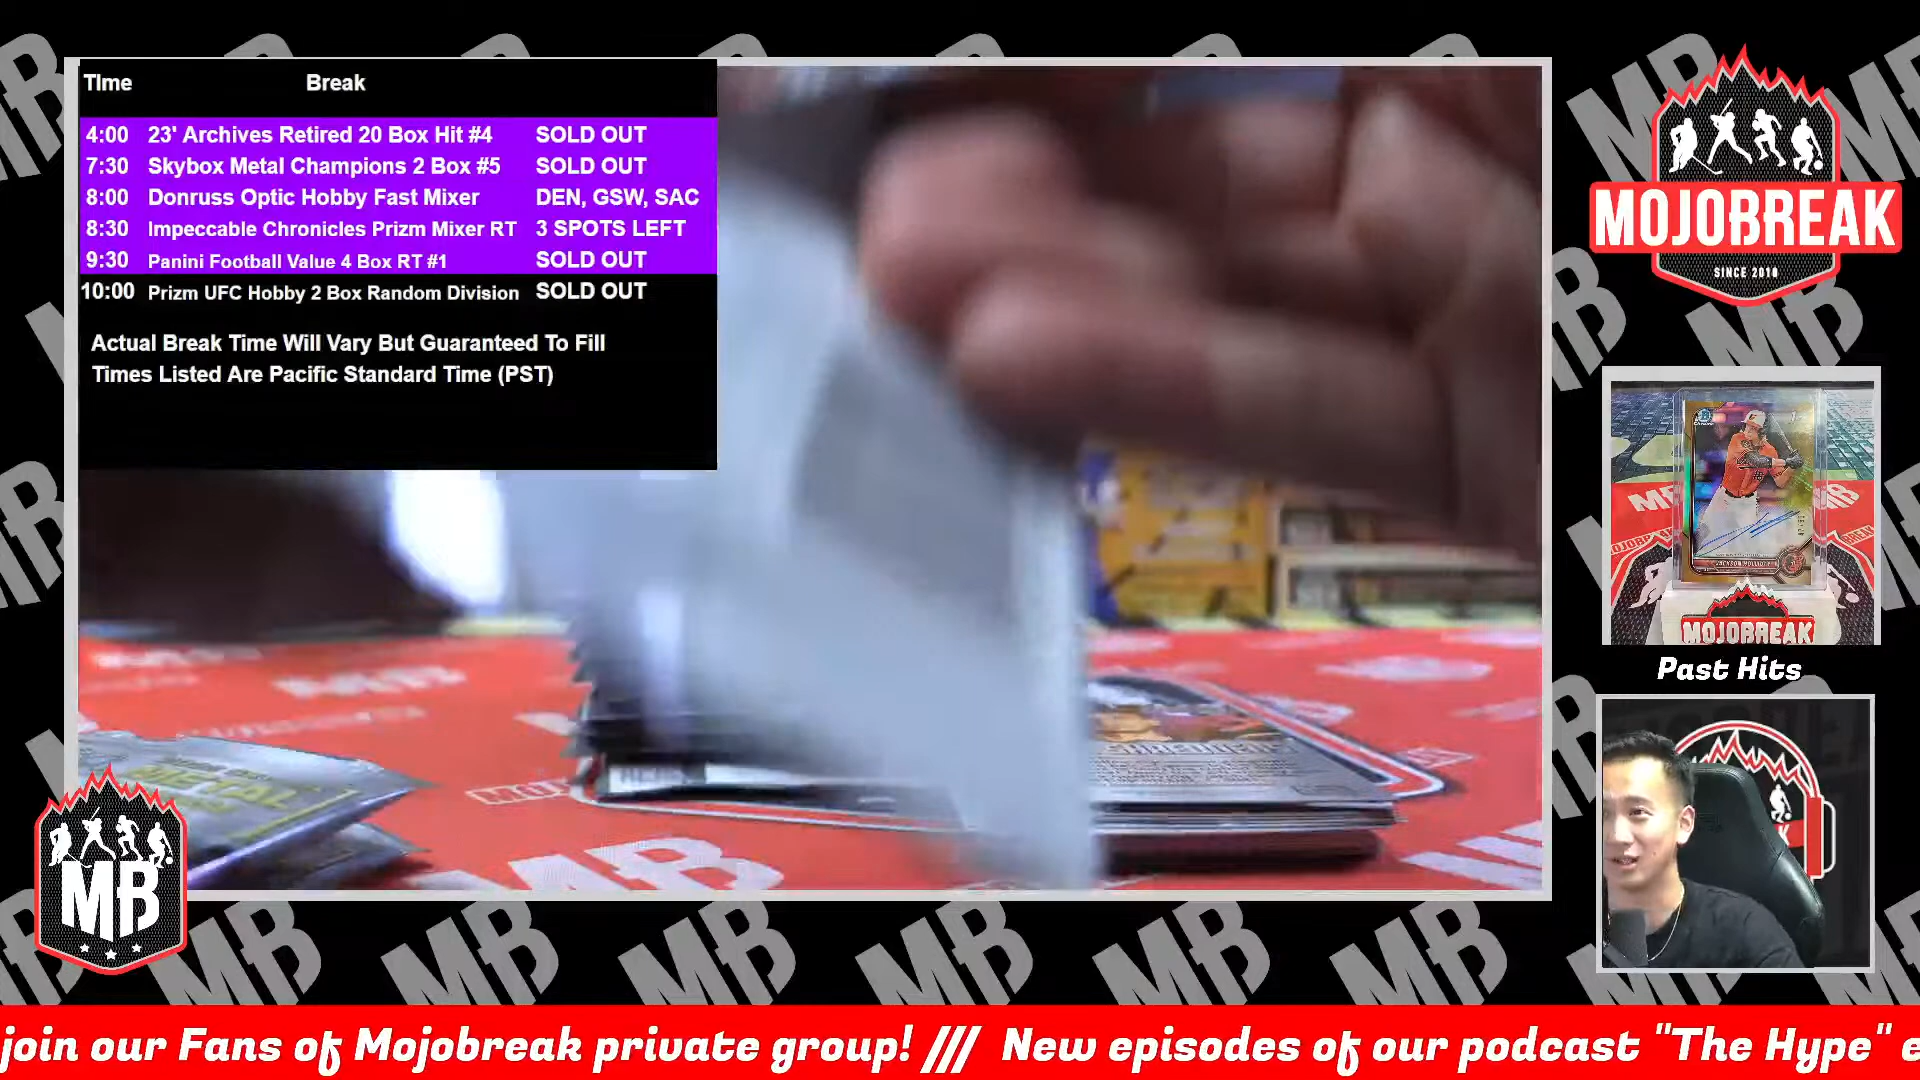 TIme Break
4:00 23' Archives Retired 20 Box Hit #4 SOLD OUT
7:30 Skybox Metal Champions 2 Box #5 SOLD OUT
8:00 Donruss Optic Hobby Fast Mixer DEN, GSW, SAC
8:30 Impeccable Chronicles Prizm Mixer RT 3 SPOTS LEFT
9:30 Panini Football Value 4 Box RT #1 SOLD OUT
10:00 Prizm UFC Hobby 2 Box Random Division SOLD OUT
Actual Break Time Will Vary But Guaranteed To Fill
Times Listed Are Pacific Standard Time (PST)
MOJOBREAK
SINCE 2010
MOJOBREAK
Past Hits
MB
join our Fans of Mojobreak private group! /// New episodes of our podcast "The Hype" e